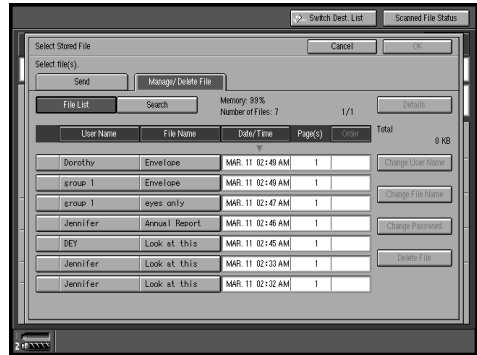 Switch Dest. List Scanned File Status
Select Stored File Cancel OK
Select file(s).
Send Manage/Delete File
File List Search Memory: 99% Details
Number of Files: 7 1/1
User Name File Name Date/Time Page(s) Order Total
0 KB
Dorothy Envelope MAR. 11 02:49 AM 1 Change User Name
group 1 Envelope MAR. 11 02:49 AM 1
Change File Name
group 1 eyes only MAR. 11 02:47 AM 1
Jennifer Annual Report MAR. 11 02:46 AM 1 Change Password
DEY Look at this MAR. 11 02:45 AM 1
Jennifer Look at this MAR. 11 02:33 AM 1 Delete File
Jennifer Look at this MAR. 11 02:32 AM 1
2